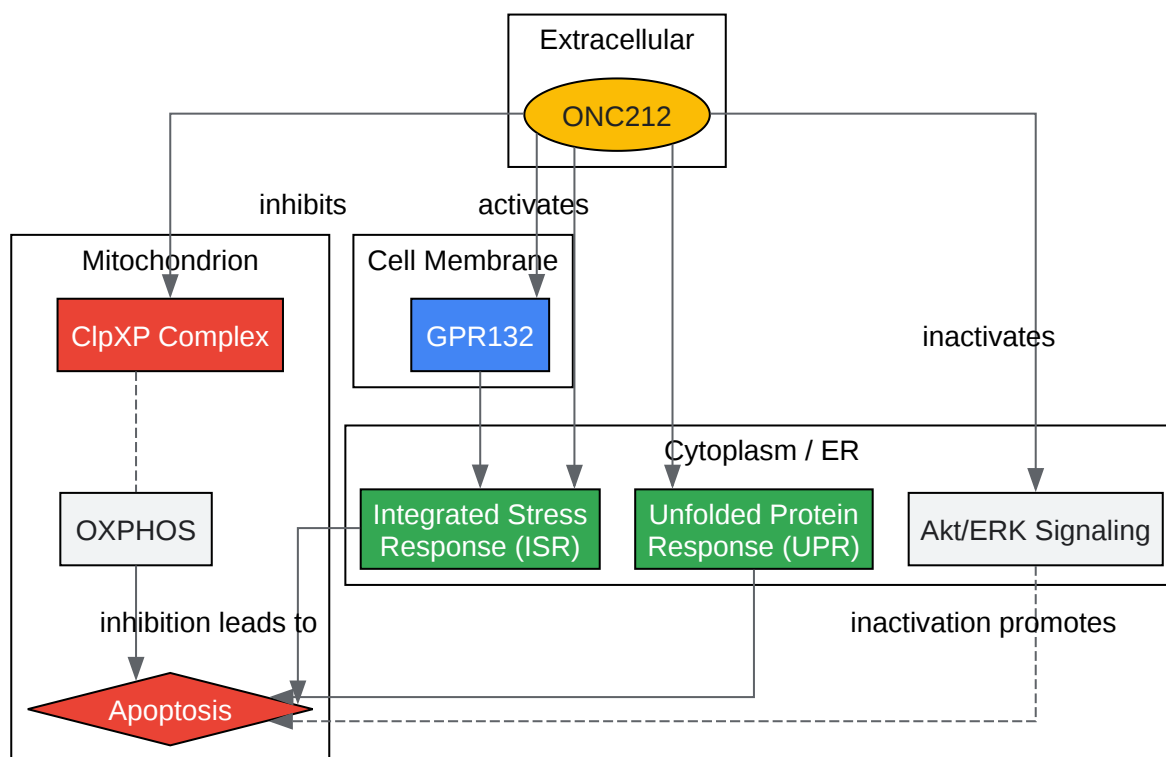 Extracellular
ONC212
inhibits
activates
Mitochondrion
Cell Membrane
ClpXP Complex
GPR132
inactivates
Cytoplasm / ER
OXPHOS
Integrated Stress
Response (ISR)
Unfolded Protein
Response (UPR)
Akt/ERK Signaling
inhibition leads to
inactivation promotes
Apoptosis